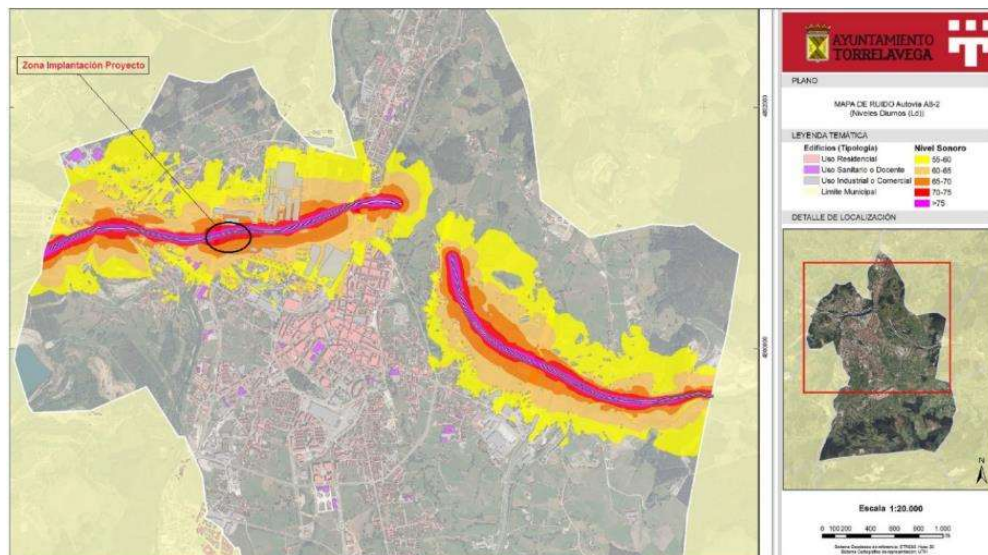 Zona Implantación Proyecto
AYUNTAMIENTO
TORRELAVEGA
PLANO
MAPA DE RUIDO Autovía A8-2
(Niveles Diurnos (Ld))
LEYENDA TEMÁTICA
Edificios (Tipología)
Uso Residencial
Uso Sanitario o Docente
Uso Industrial o Comercial
Límite Municipal
Nivel Sonoro
55-60
60-65
65-70
70-75
>75
DETALLE DE LOCALIZACIÓN
N
Escala 1:20.000
0 100 200 400 600 800 1.000